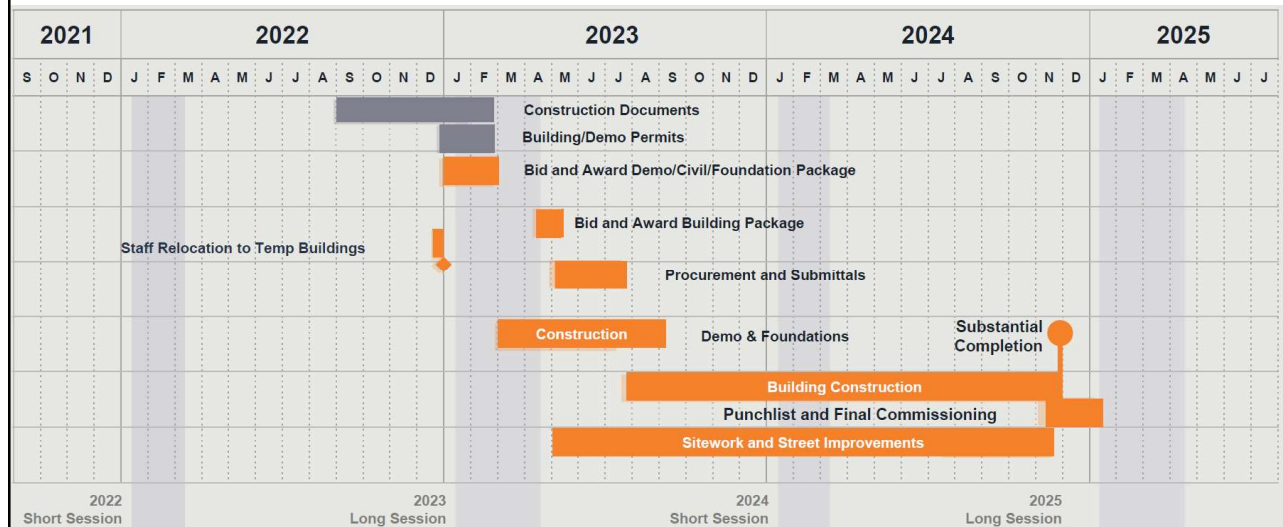 2021 2022 2023 2024 2025
S O N D J F M A M J J A S O N D J F M A M J J A S O N D J F M A M J J A S O N D J F M A M J J
Construction Documents
Building/Demo Permits
Bid and Award Demo/Civil/Foundation Package
Bid and Award Building Package
Staff Relocation to Temp Buildings
Procurement and Submittals
Construction
Demo & Foundations
Substantial
Completion
Building Construction
Punchlist and Final Commissioning
Sitework and Street Improvements
2022
Short Session
2023
Long Session
2024
Short Session
2025
Long Session